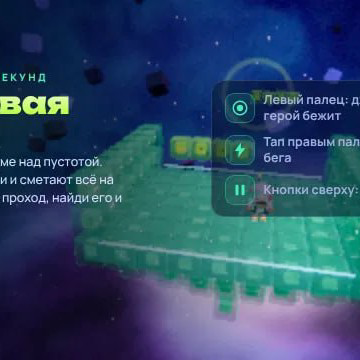 ЕКУНД
вая
ме над пустотой.
и и сметают всё на
проход, найди его и
Левый палец: д
герой бежит
Тап правым пал
бега
Кнопки сверху: